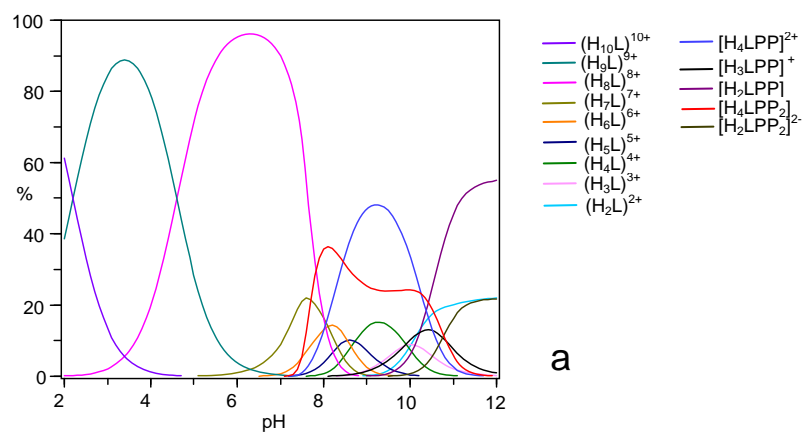 100
80
60
%
40
20
0
2
4
6
8
10
12
pH
(H₁₀L)¹⁰⁺
(H₉L)⁹⁺
(H₈L)⁸⁺
(H₇L)⁷⁺
(H₆L)⁶⁺
(H₅L)⁵⁺
(H₄L)⁴⁺
(H₃L)³⁺
(H₂L)²⁺
[H₄LPP]²⁺
[H₃LPP]⁺
[H₂LPP]
[H₄LPP₂]
[H₂LPP₂]²⁻
a